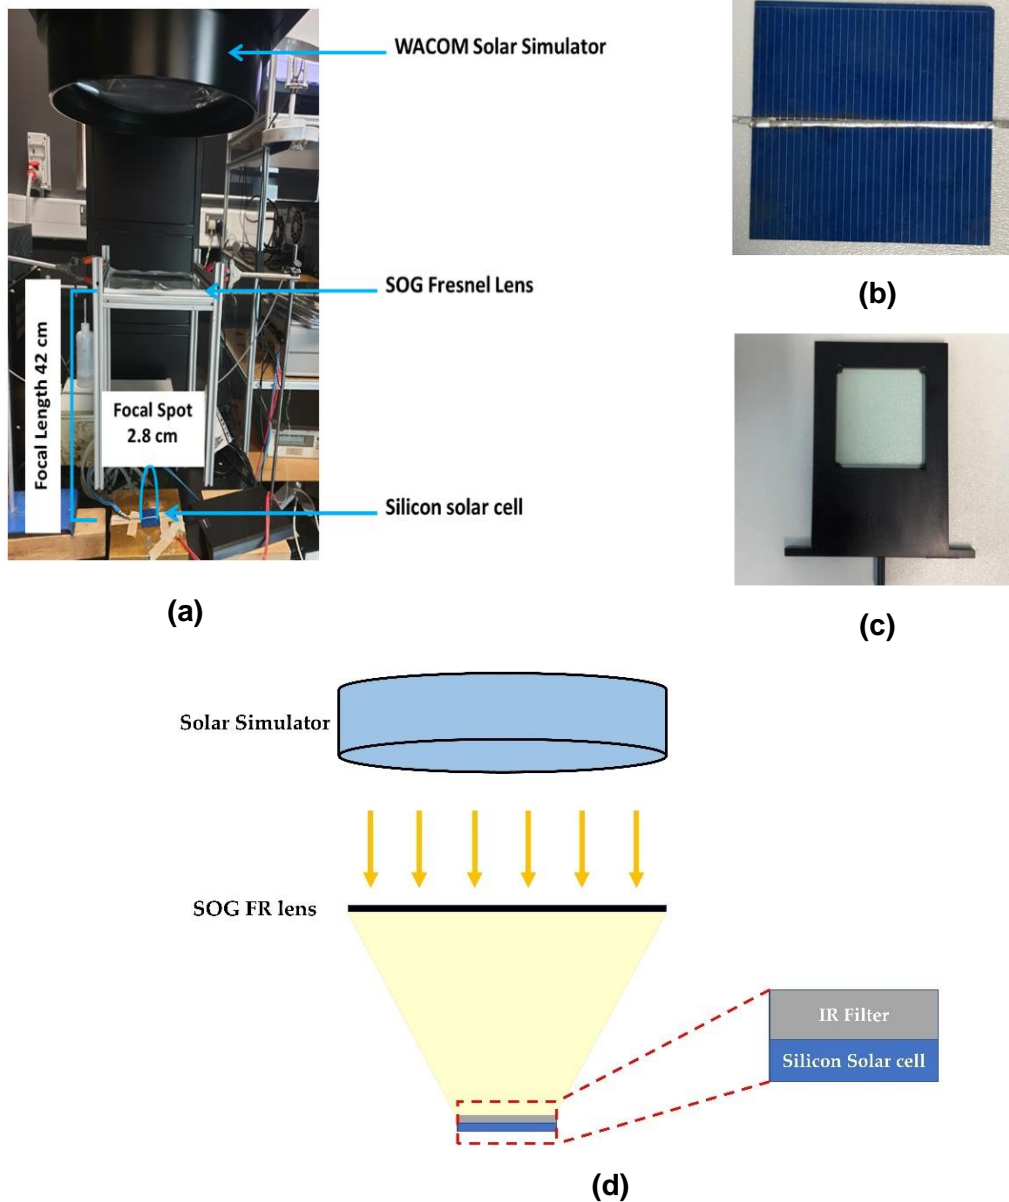 WACOM Solar Simulator
SOG Fresnel Lens
Focal Length 42 cm
Focal Spot
2.8 cm
Silicon solar cell
(a)
(b)
(c)
Solar Simulator
SOG FR lens
IR Filter
Silicon Solar cell
(d)